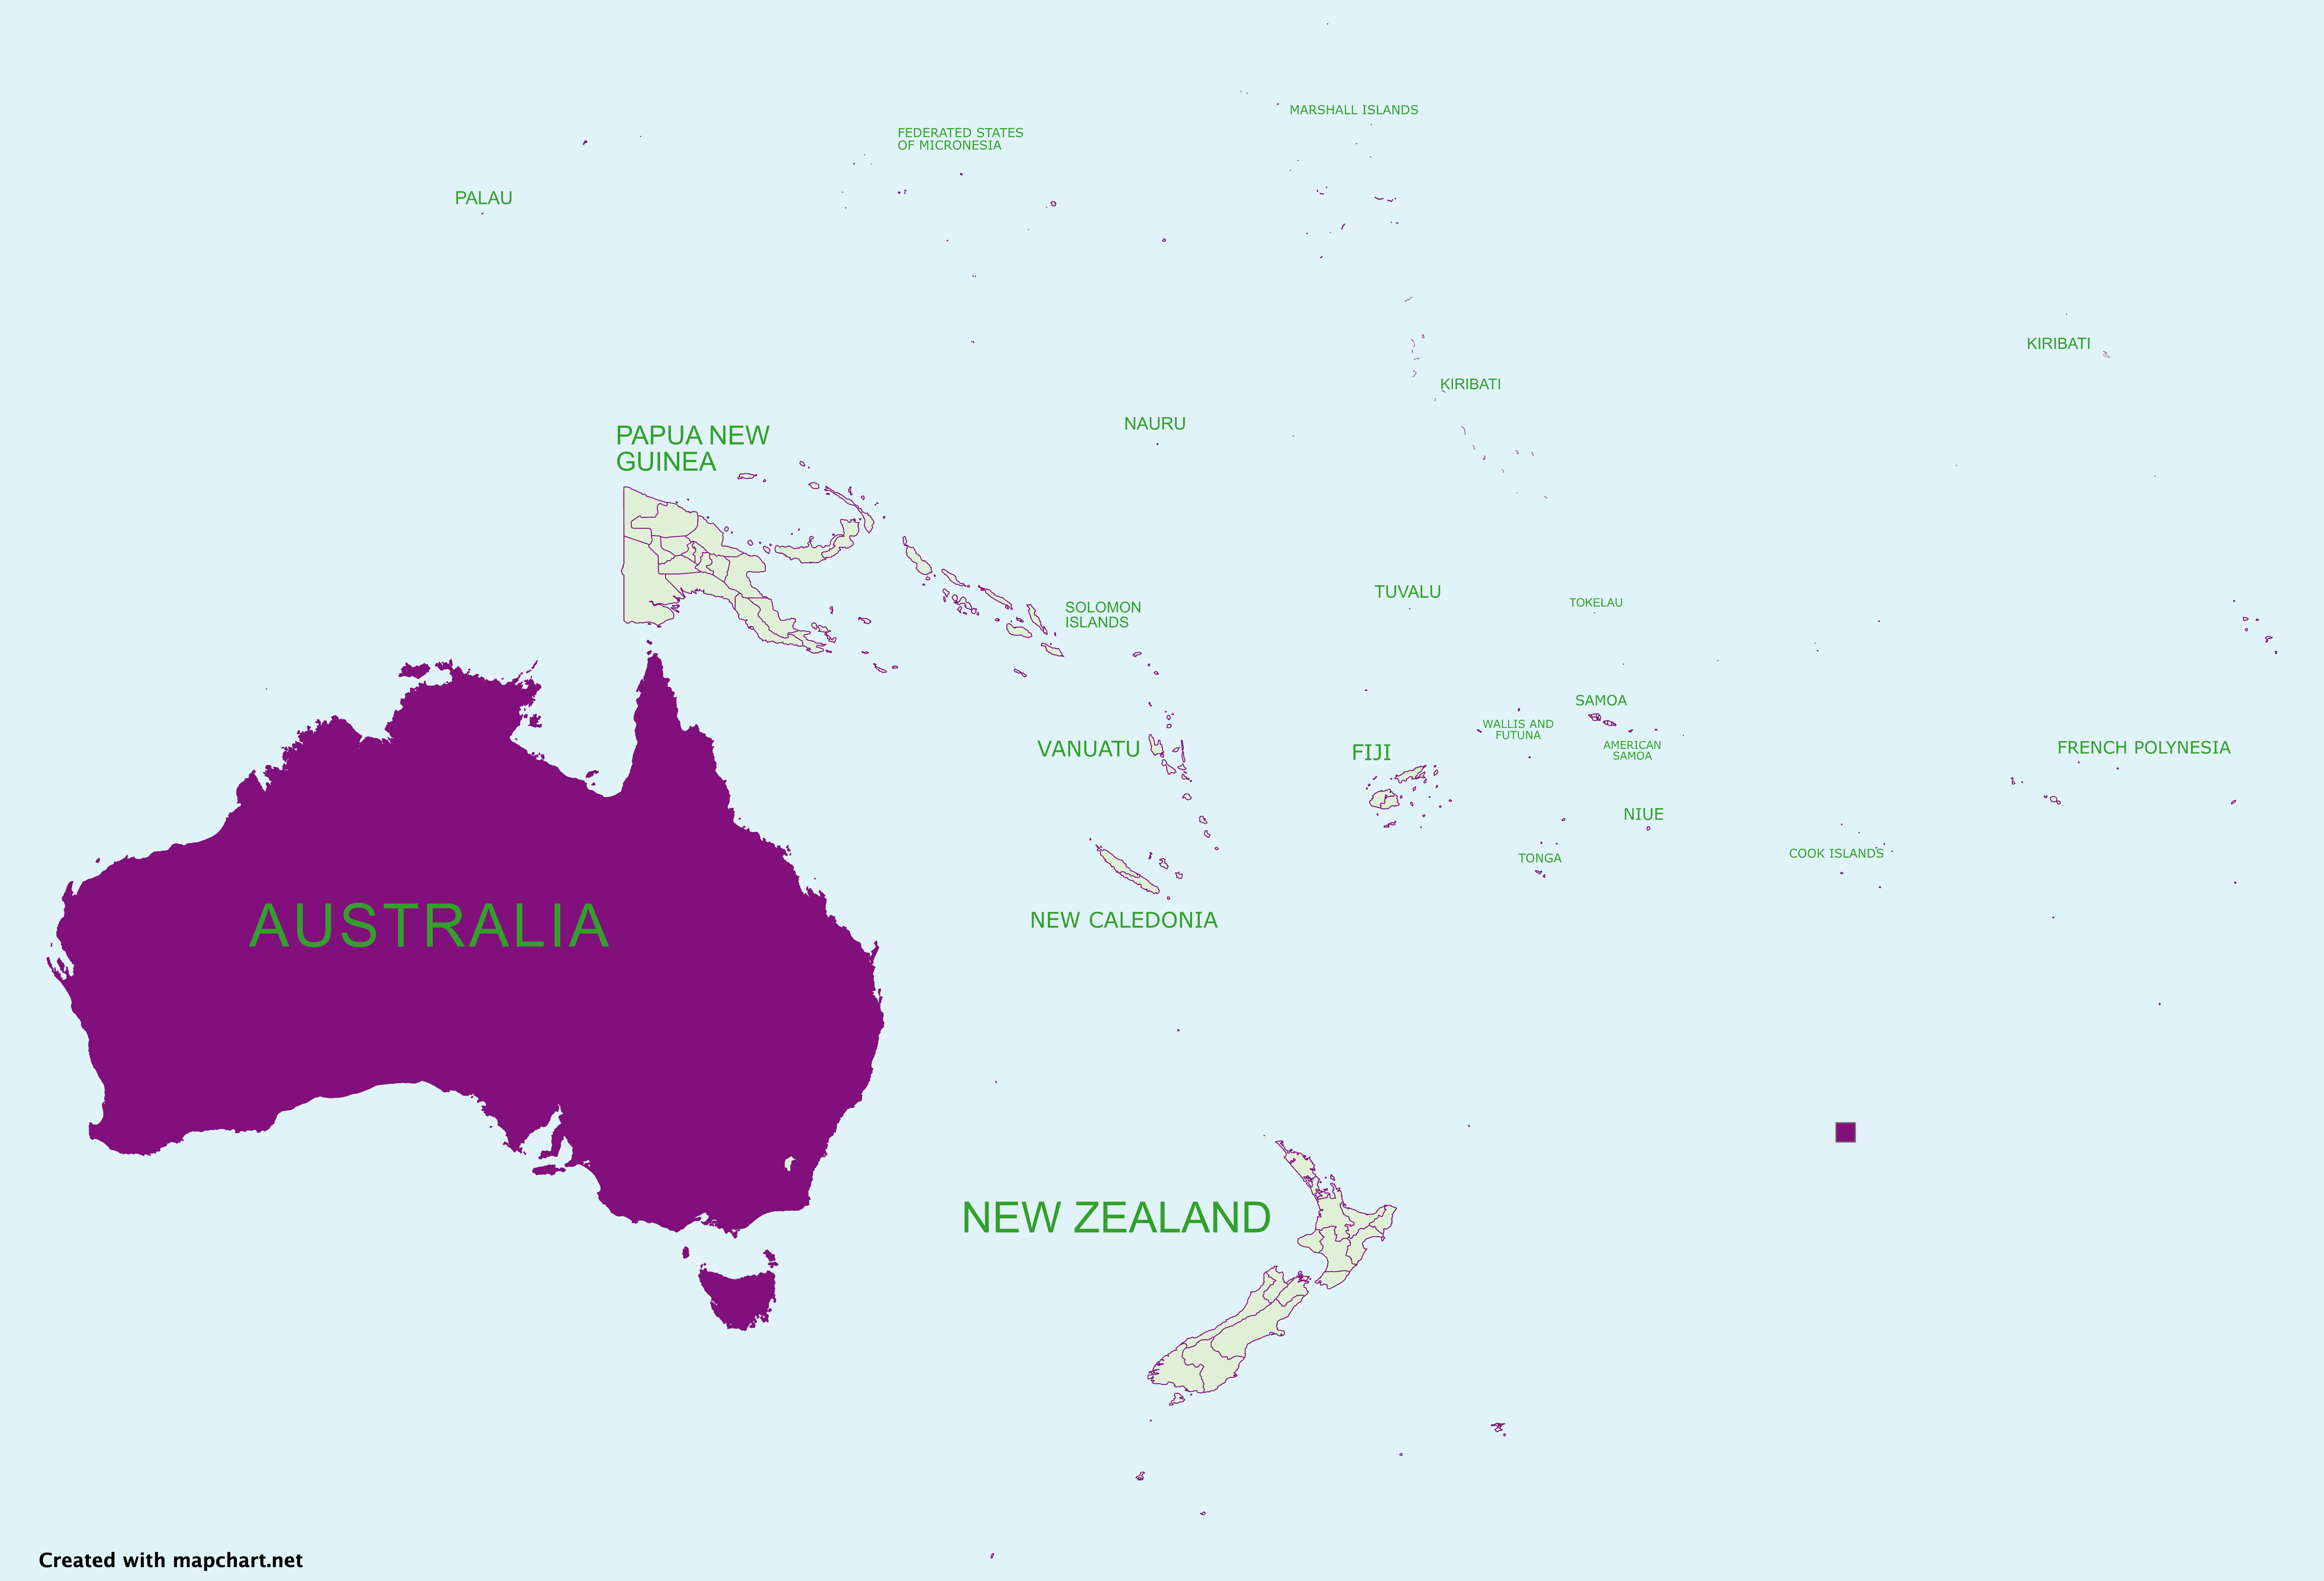 MARSHALL ISLANDS
FEDERATED STATES
OF MICRONESIA
PALAU
KIRIBATI
KIRIBATI
NAURU
PAPUA NEW
GUINEA
TUVALU
TOKELAU
SOLOMON
ISLANDS
SAMOA
WALLIS AND
FUTUNA
AMERICAN
SAMOA
VANUATU
FIJI
FRENCH POLYNESIA
NIUE
TONGA
COOK ISLANDS
AUSTRALIA
NEW CALEDONIA
NEW ZEALAND
Created with mapchart.net